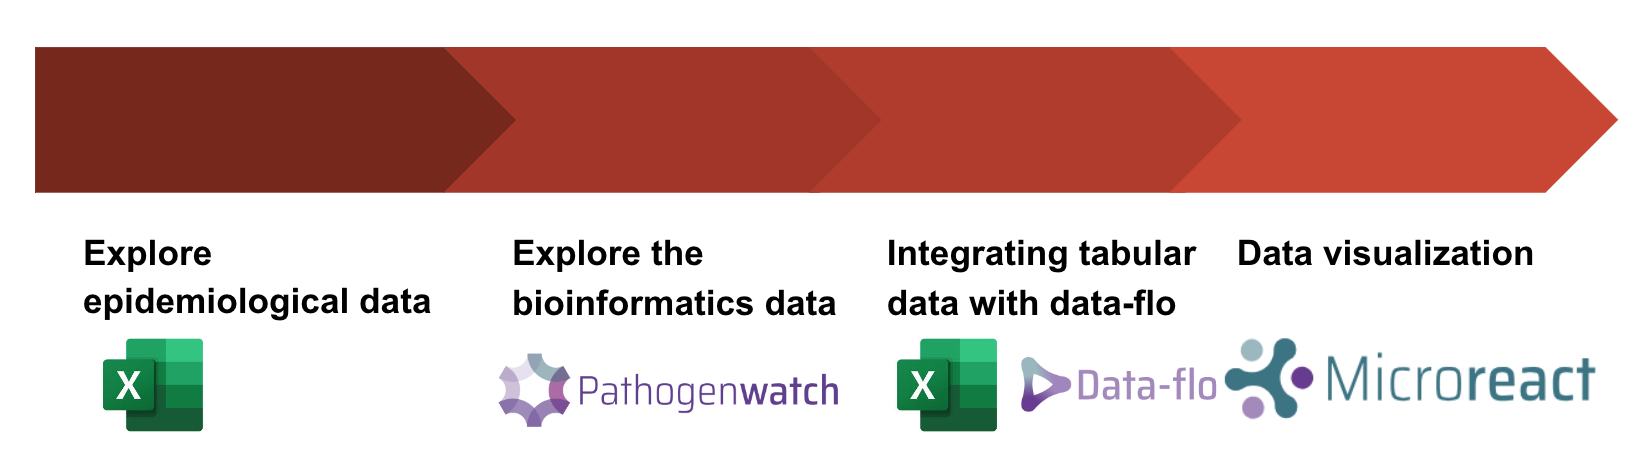 Explore
epidemiological data
X
Explore the
bioinformatics data
Pathogenwatch
Integrating tabular
data with data-flo
X
Data-flo
Data visualization
Microreact